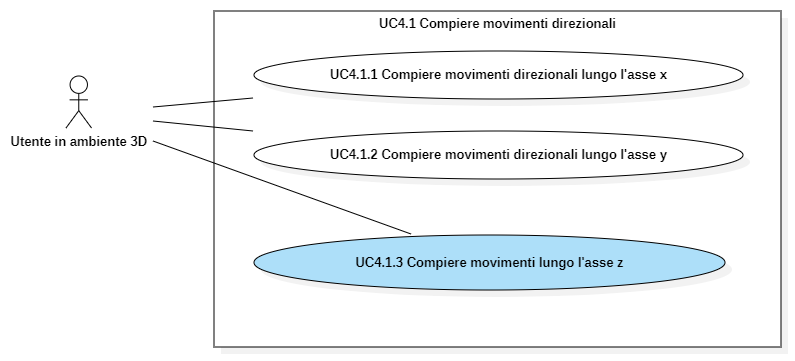 UC4.1 Compiere movimenti direzionali
UC4.1.1 Compiere movimenti direzionali lungo l'asse x
Utente in ambiente 3D
UC4.1.2 Compiere movimenti direzionali lungo l'asse y
UC4.1.3 Compiere movimenti lungo l'asse z